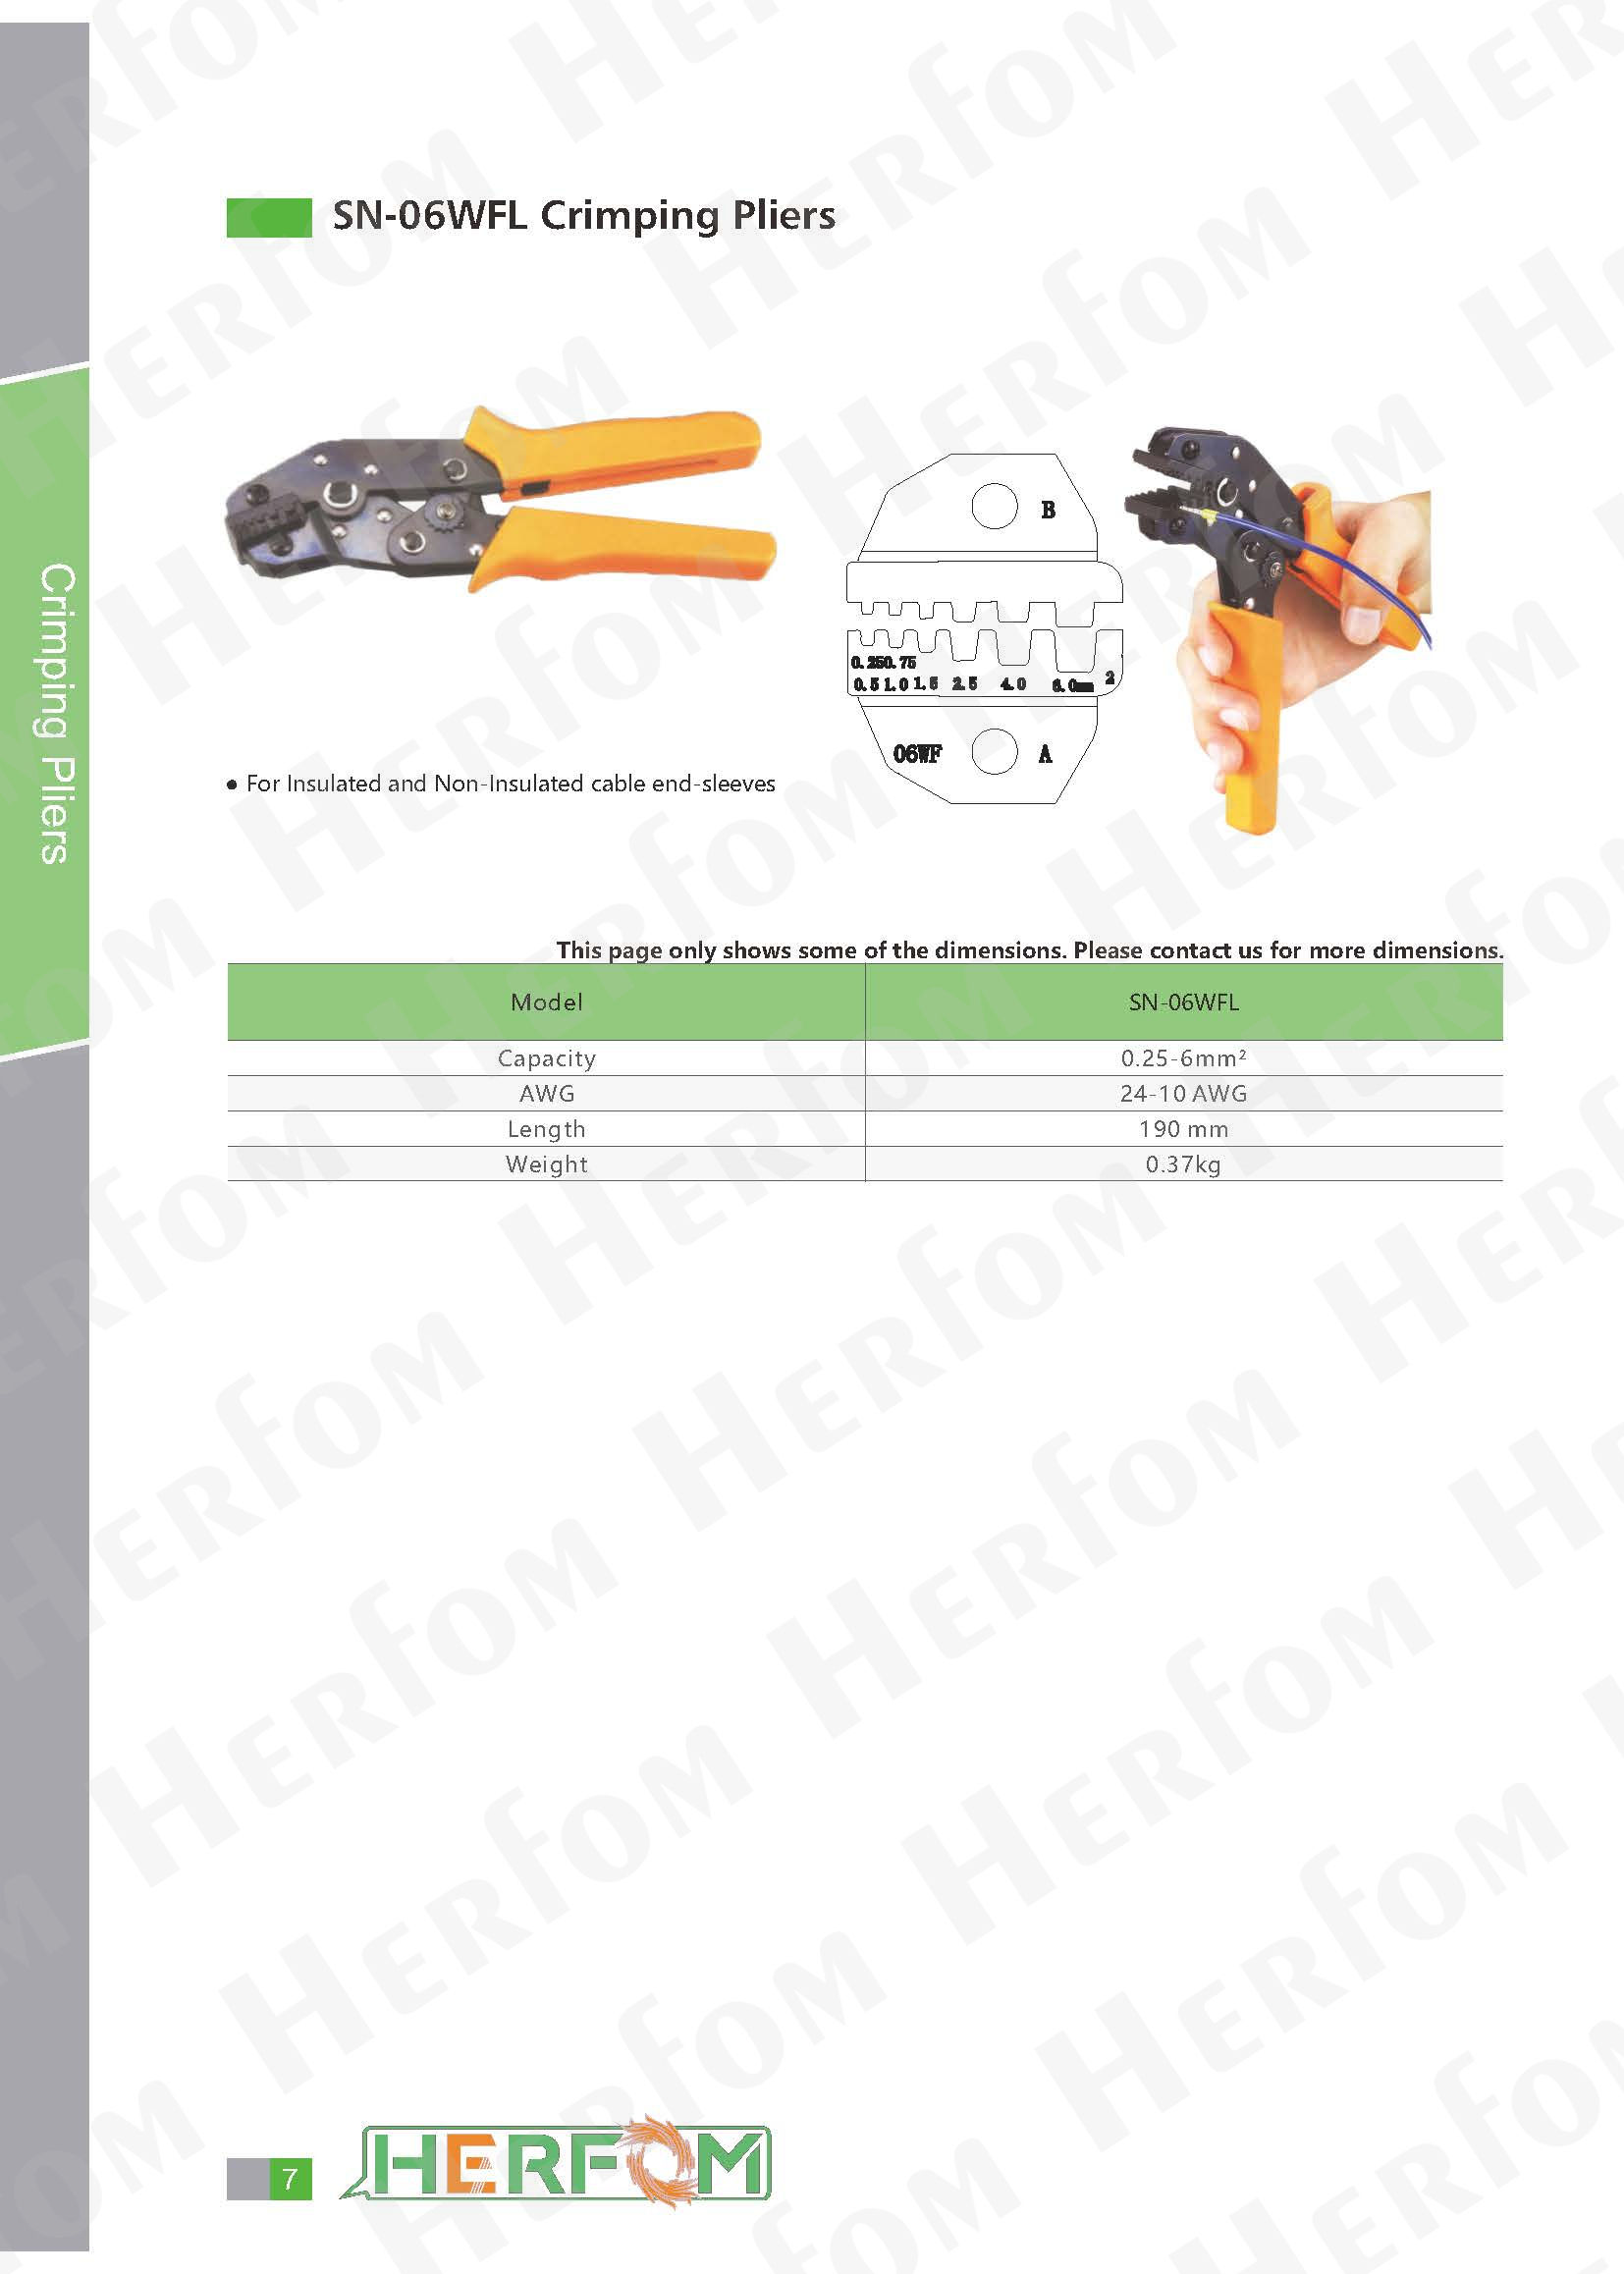 SN-06WFL Crimping Pliers
Crimping Pliers
B
0.250.75
0.5 1.0 1.5 2.5 4.0 6.0mm 2
06WF A
• For Insulated and Non-Insulated cable end-sleeves
This page only shows some of the dimensions. Please contact us for more dimensions.
Model SN-06WFL
Capacity 0.25-6mm²
AWG 24-10 AWG
Length 190 mm
Weight 0.37kg
7 HERFOM